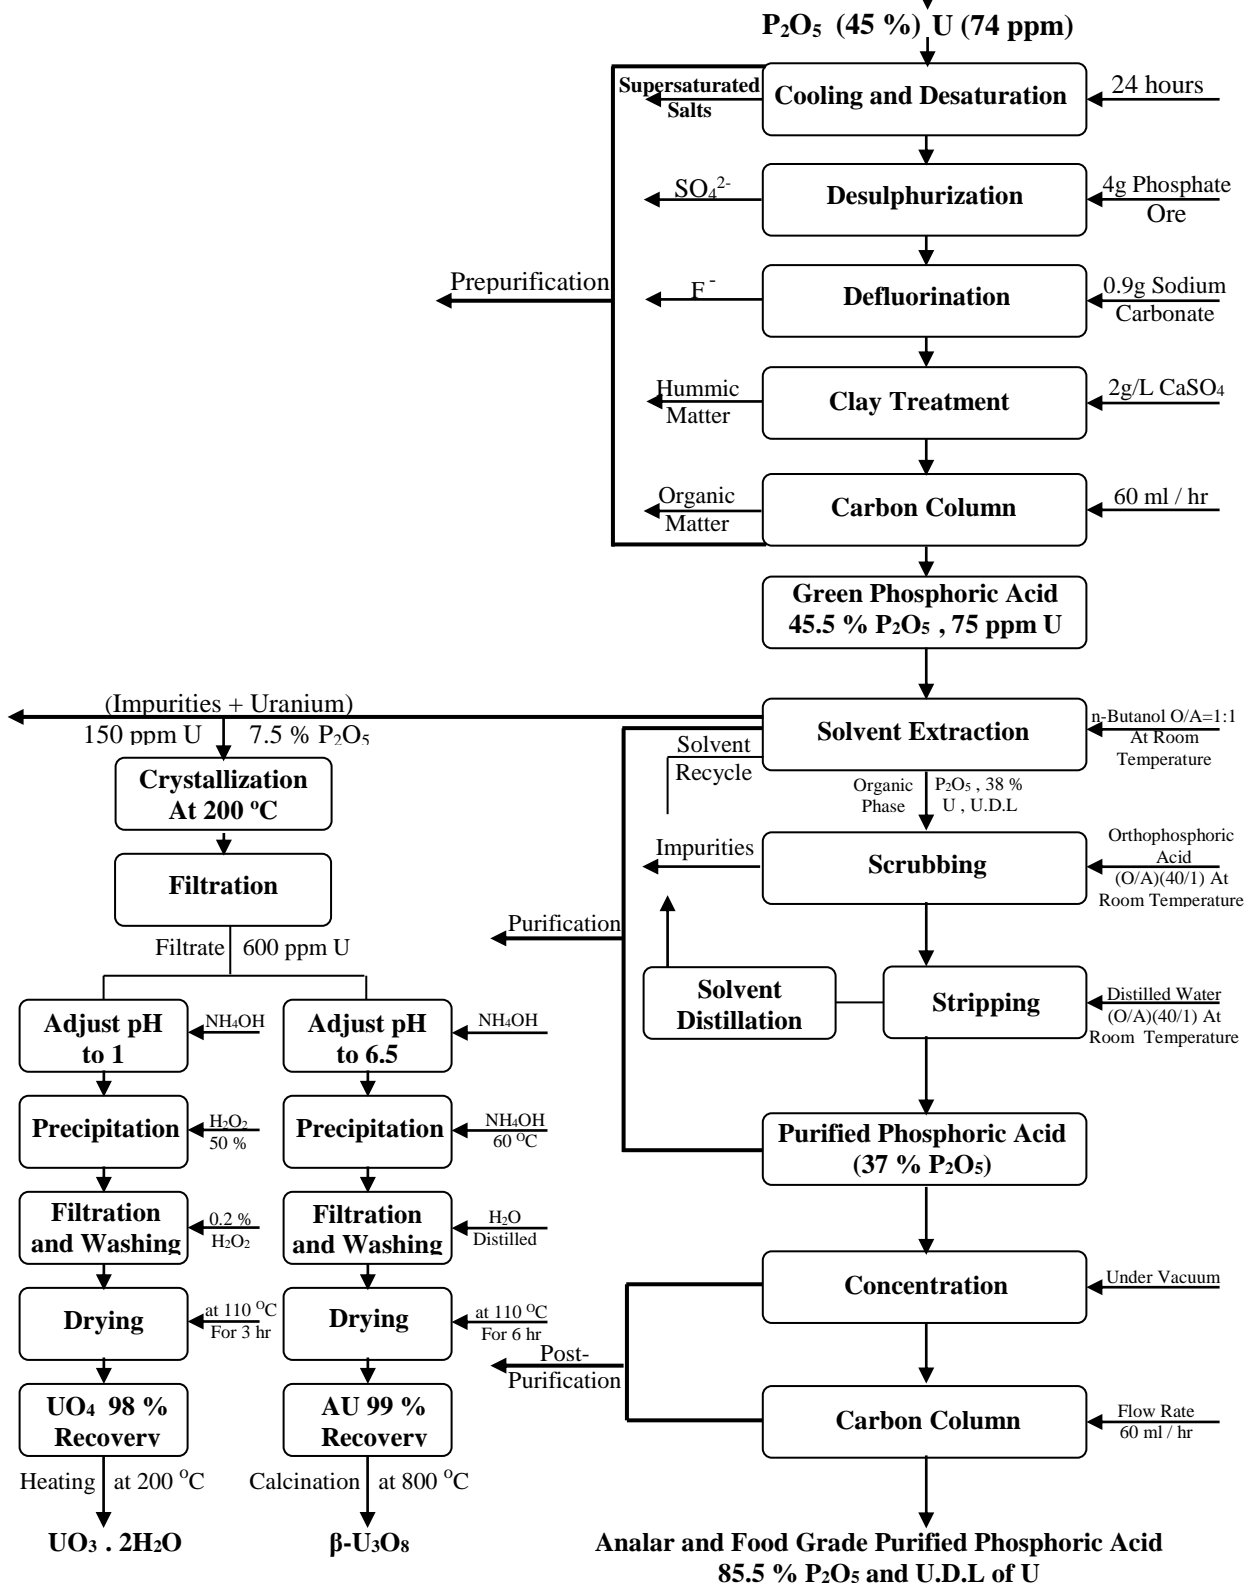 P₂O₅ (45 %) U (74 ppm)
Supersaturated
Salts
Cooling and Desaturation
24 hours
SO₄²⁻
Desulphurization
4g Phosphate
Ore
Prepurification
F⁻
Defluorination
0.9g Sodium
Carbonate
Hummic
Matter
Clay Treatment
2g/L CaSO₄
Organic
Matter
Carbon Column
60 ml / hr
Green Phosphoric Acid
45.5 % P₂O₅ , 75 ppm U
(Impurities + Uranium)
150 ppm U 7.5 % P₂O₅
Solvent Extraction
n-Butanol O/A=1:1
At Room
Temperature
Solvent
Recycle
Organic
Phase
P₂O₅ , 38 %
U , U.D.L
Crystallization
At 200 ºC
Impurities
Scrubbing
Orthophosphoric
Acid
(O/A)(40/1) At
Room Temperature
Filtration
Purification
Filtrate 600 ppm U
Solvent
Distillation
Stripping
Distilled Water
(O/A)(40/1) At
Room Temperature
Adjust pH
to 1
NH₄OH
Adjust pH
to 6.5
NH₄OH
Precipitation
H₂O₂
50 %
Precipitation
NH₄OH
60 ᴼC
Purified Phosphoric Acid
(37 % P₂O₅)
Filtration
and Washing
0.2 %
H₂O₂
Filtration
and Washing
H₂O
Distilled
Concentration
Under Vacuum
Drying
at 110 ᴼC
For 3 hr
Drying
at 110 ᴼC
For 6 hr
Post-
Purification
UO₄ 98 %
Recovery
AU 99 %
Recovery
Carbon Column
Flow Rate
60 ml / hr
Heating at 200 ᴼC
Calcination at 800 ᴼC
UO₃ . 2H₂O
β-U₃O₈
Analar and Food Grade Purified Phosphoric Acid
85.5 % P₂O₅ and U.D.L of U